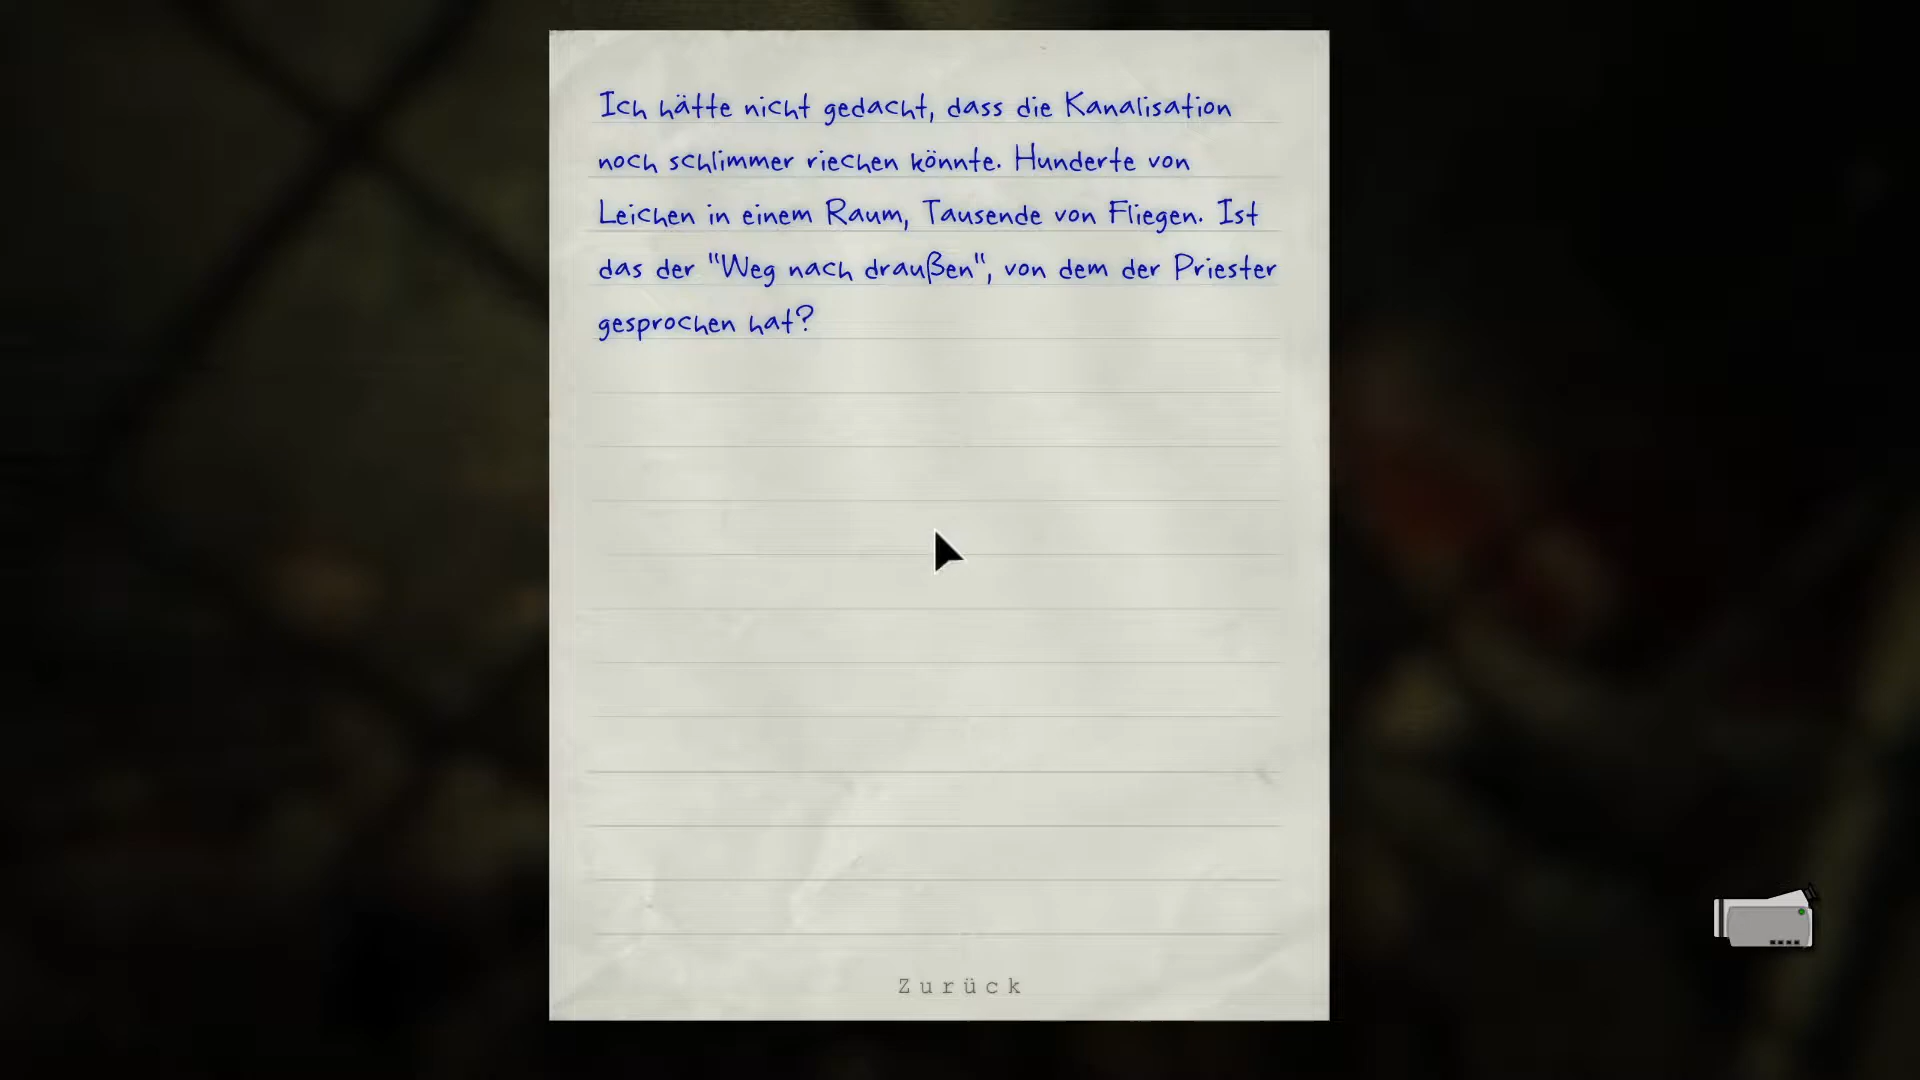 Ich hätte nicht gedacht, dass die Kanalisation
noch schlimmer riechen könnte. Hunderte von
Leichen in einem Raum, Tausende von Fliegen. Ist
das der "Weg nach draußen", von dem der Priester
gesprochen hat?
Zurück